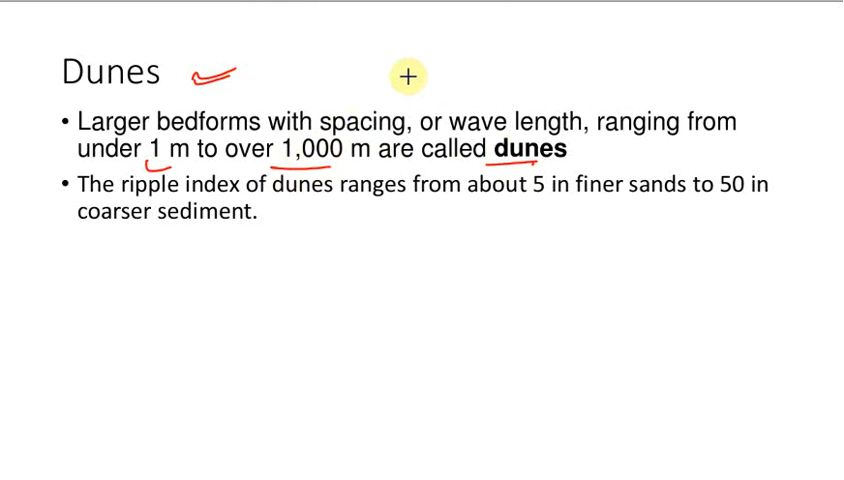 Dunes
• Larger bedforms with spacing, or wave length, ranging from
under 1 m to over 1,000 m are called dunes
• The ripple index of dunes ranges from about 5 in finer sands to 50 in
coarser sediment.